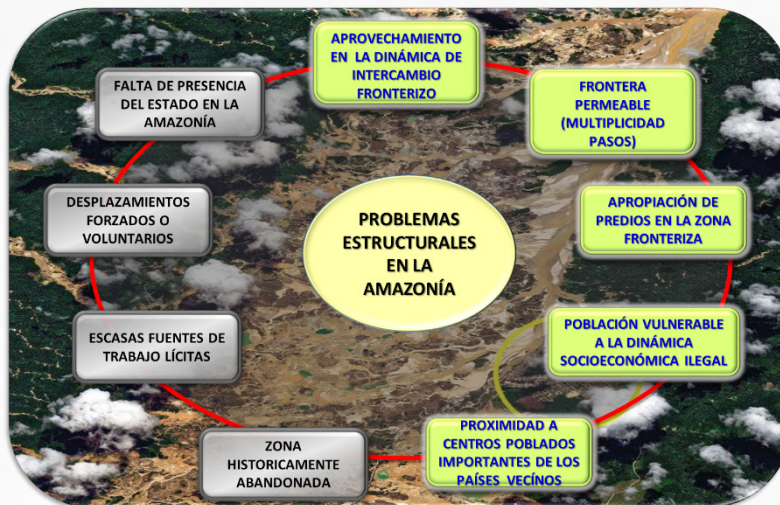 PROBLEMAS
ESTRUCTURALES
EN LA
AMAZONÍA
APROVECHAMIENTO
EN LA DINÁMICA DE
INTERCAMBIO
FRONTERIZO
FRONTERA
PERMEABLE
(MULTIPLICIDAD
PASOS)
APROPIACIÓN DE
PREDIOS EN LA ZONA
FRONTERIZA
POBLACIÓN VULNERABLE
A LA DINÁMICA
SOCIOECONÓMICA ILEGAL
PROXIMIDAD A
CENTROS POBLADOS
IMPORTANTES DE LOS
PAÍSES VECÍNOS
ZONA
HISTORICAMENTE
ABANDONADA
ESCASAS FUENTES DE
TRABAJO LÍCITAS
DESPLAZAMIENTOS
FORZADOS O
VOLUNTARIOS
FALTA DE PRESENCIA
DEL ESTADO EN LA
AMAZONÍA